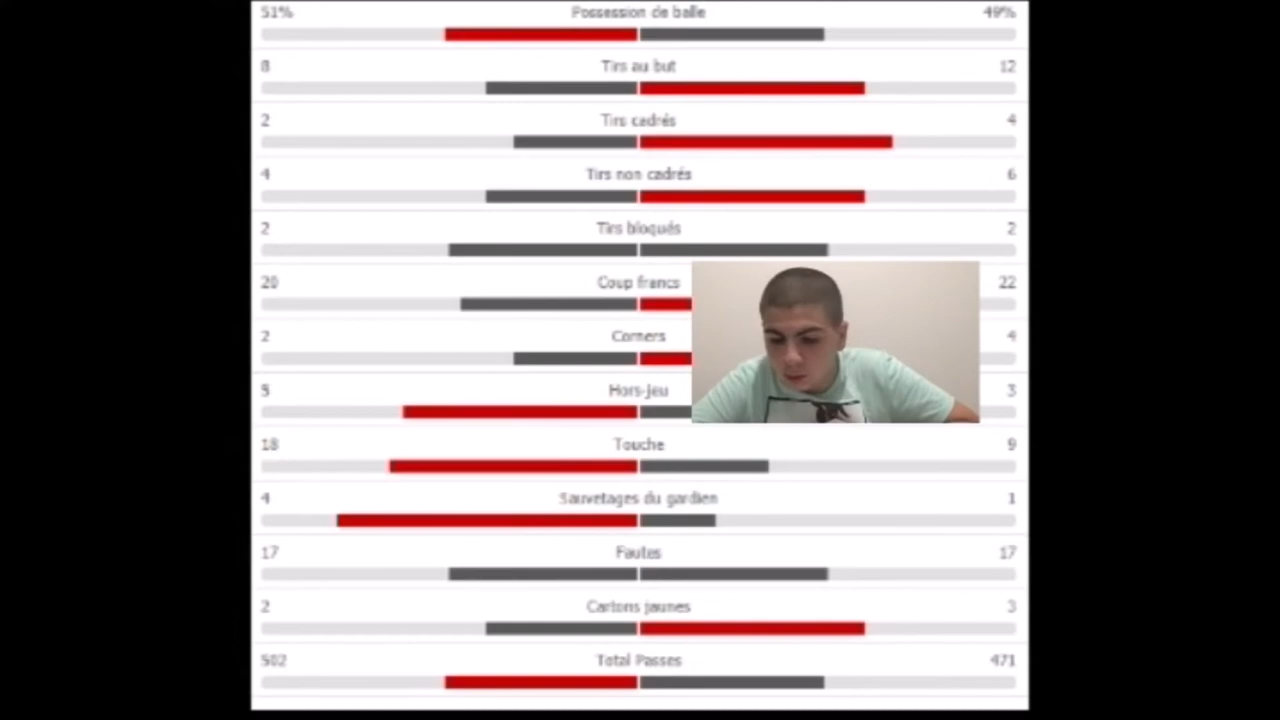 51% Possession de balle 49%
8 Tirs au but 12
2 Tirs cadrés 4
4 Tirs non cadrés 6
2 Tirs bloqués 2
20 Coup francs 22
2 Corners 4
5 Hors-jeu 3
18 Touche 9
4 Sauvetages du gardien 1
17 Fautes 17
2 Cartons jaunes 3
502 Total Passes 471